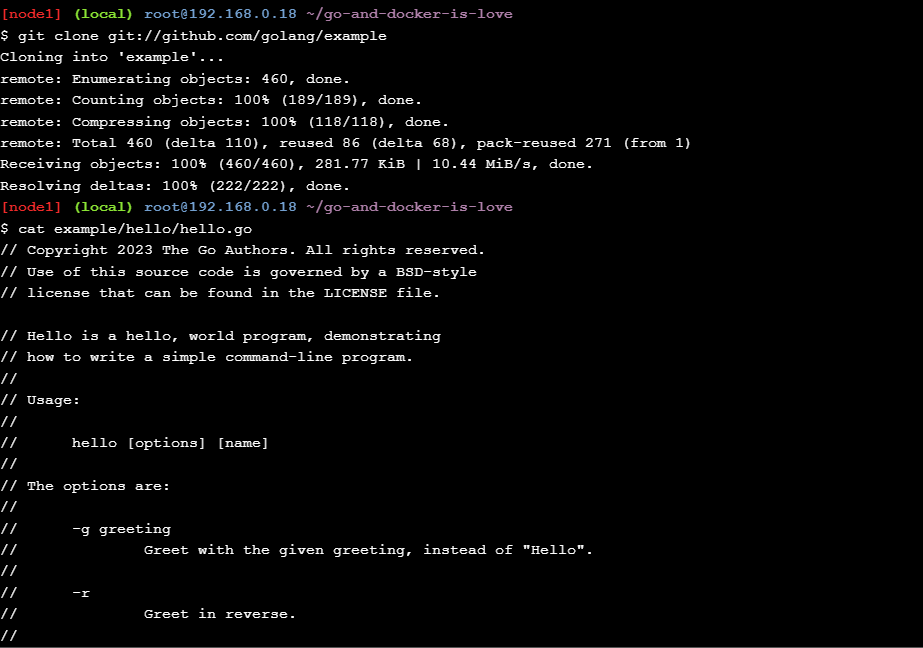 [node1] (local) root@192.168.0.18 ~/go-and-docker-is-love
$ git clone git://github.com/golang/example
Cloning into 'example'...
remote: Enumerating objects: 460, done.
remote: Counting objects: 100% (189/189), done.
remote: Compressing objects: 100% (118/118), done.
remote: Total 460 (delta 110), reused 86 (delta 68), pack-reused 271 (from 1)
Receiving objects: 100% (460/460), 281.77 KiB | 10.44 MiB/s, done.
Resolving deltas: 100% (222/222), done.
[node1] (local) root@192.168.0.18 ~/go-and-docker-is-love
$ cat example/hello/hello.go
// Copyright 2023 The Go Authors. All rights reserved.
// Use of this source code is governed by a BSD-style
// license that can be found in the LICENSE file.

// Hello is a hello, world program, demonstrating
// how to write a simple command-line program.
//
// Usage:
//
//      hello [options] [name]
//
// The options are:
//
//      -g greeting
//              Greet with the given greeting, instead of "Hello".
//
//      -r
//              Greet in reverse.
//